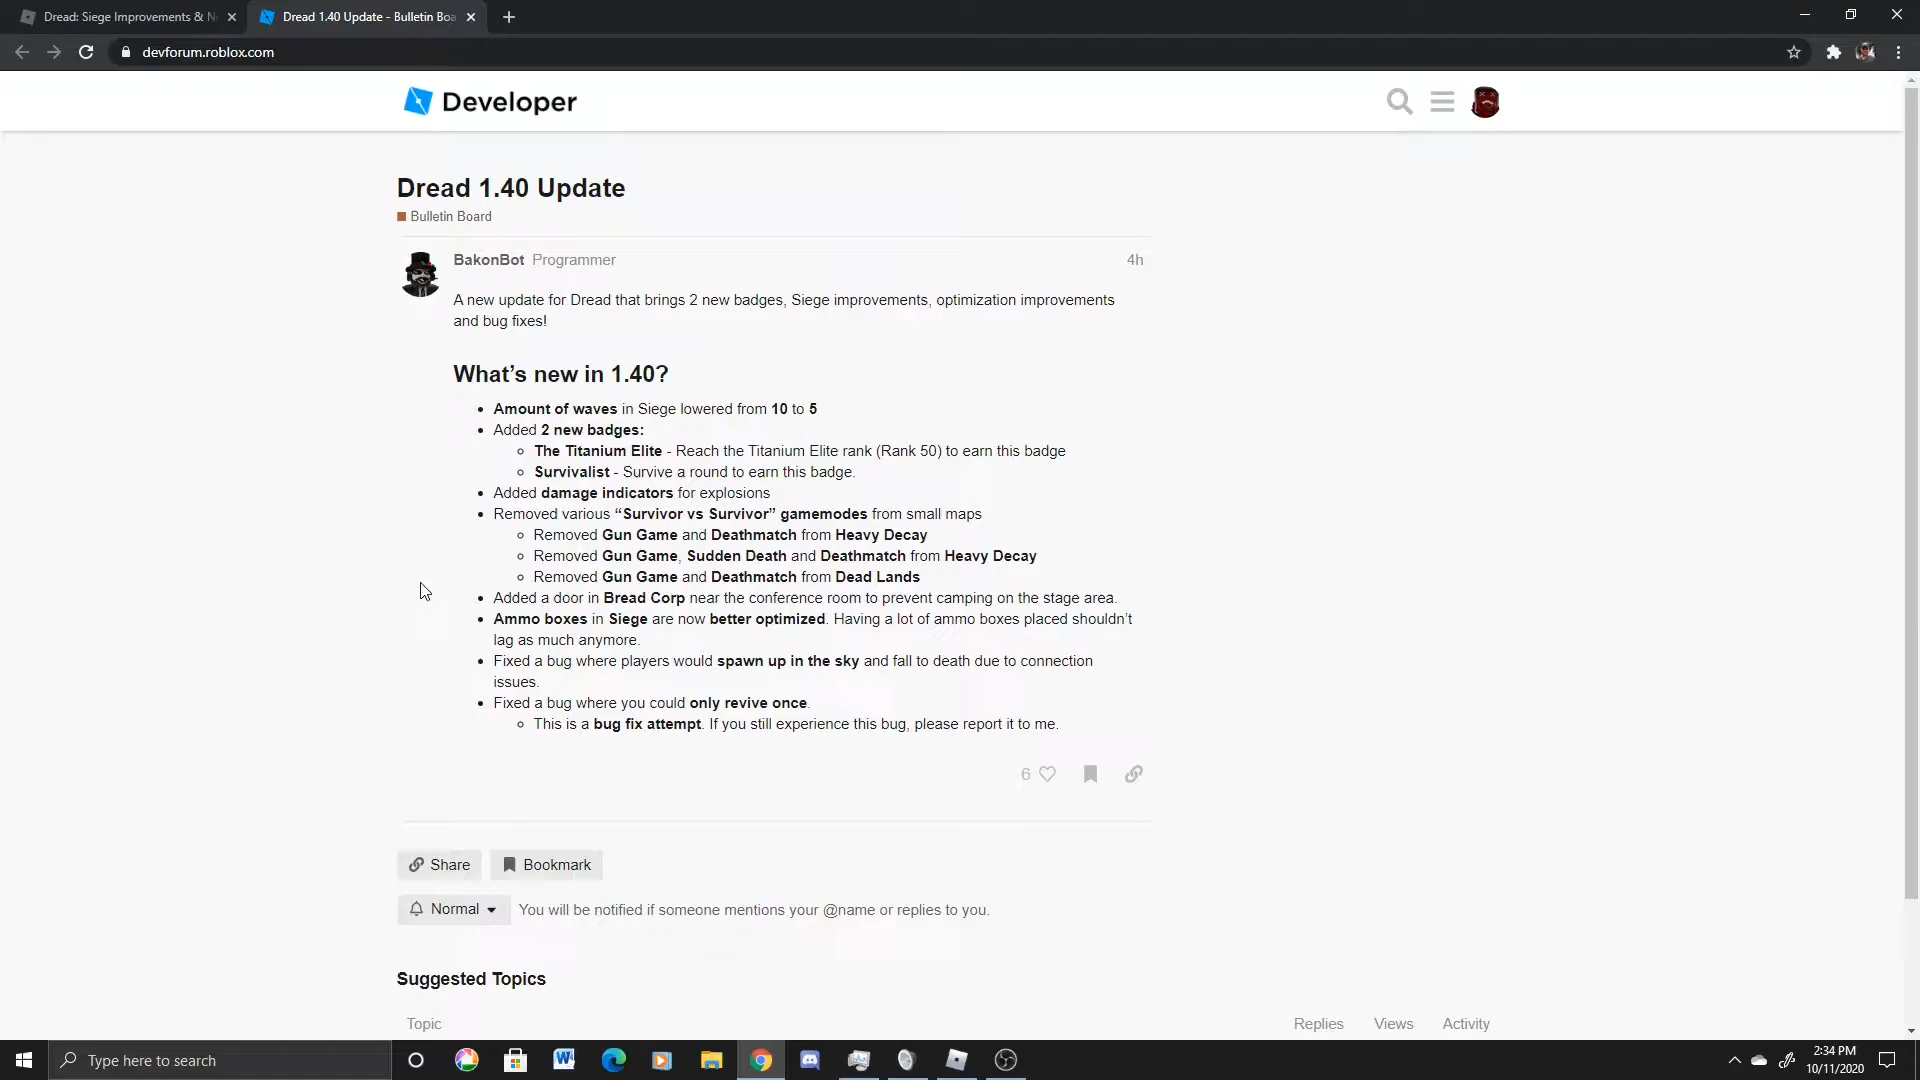 Dread: Siege Improvements & N
Dread 1.40 Update - Bulletin Boa
devforum.roblox.com
Developer
Dread 1.40 Update
Bulletin Board
BakonBot Programmer 4h
A new update for Dread that brings 2 new badges, Siege improvements, optimization improvements
and bug fixes!
What’s new in 1.40?
• Amount of waves in Siege lowered from 10 to 5
• Added 2 new badges:
◦ The Titanium Elite - Reach the Titanium Elite rank (Rank 50) to earn this badge
◦ Survivalist - Survive a round to earn this badge.
• Added damage indicators for explosions
• Removed various “Survivor vs Survivor” gamemodes from small maps
◦ Removed Gun Game and Deathmatch from Heavy Decay
◦ Removed Gun Game, Sudden Death and Deathmatch from Heavy Decay
◦ Removed Gun Game and Deathmatch from Dead Lands
• Added a door in Bread Corp near the conference room to prevent camping on the stage area.
• Ammo boxes in Siege are now better optimized. Having a lot of ammo boxes placed shouldn’t
lag as much anymore.
• Fixed a bug where players would spawn up in the sky and fall to death due to connection
issues.
• Fixed a bug where you could only revive once.
◦ This is a bug fix attempt. If you still experience this bug, please report it to me.
6
Share Bookmark
Normal You will be notified if someone mentions your @name or replies to you.
Suggested Topics
Topic Replies Views Activity
Type here to search
2:34 PM
10/11/2020